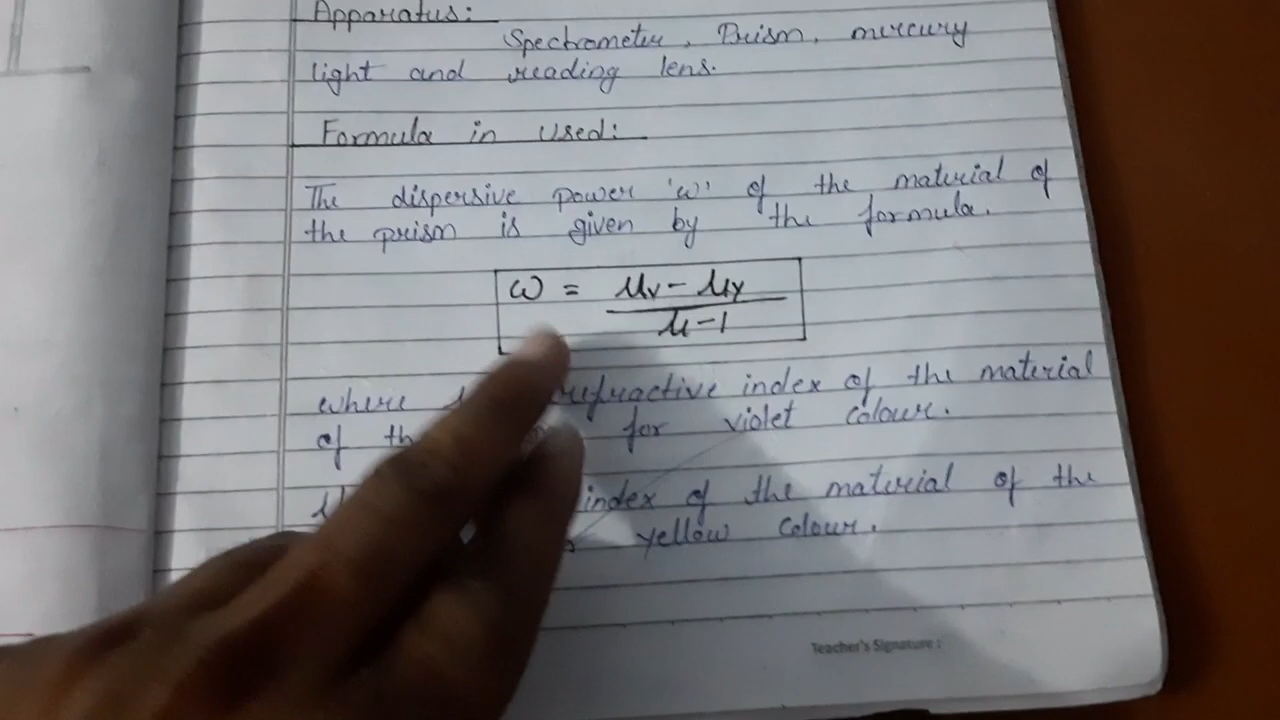 Apparatus:
Spectrometer, Prism, mercury
light and reading lens.
Formula in Used:
The dispersive power 'ω' of the material of
the prism is given by the formula.
ω = μv - μy / μ-1
where refractive index of the material
of for violet colour.
index of the material of the
yellow colour.
Teacher's Signature :